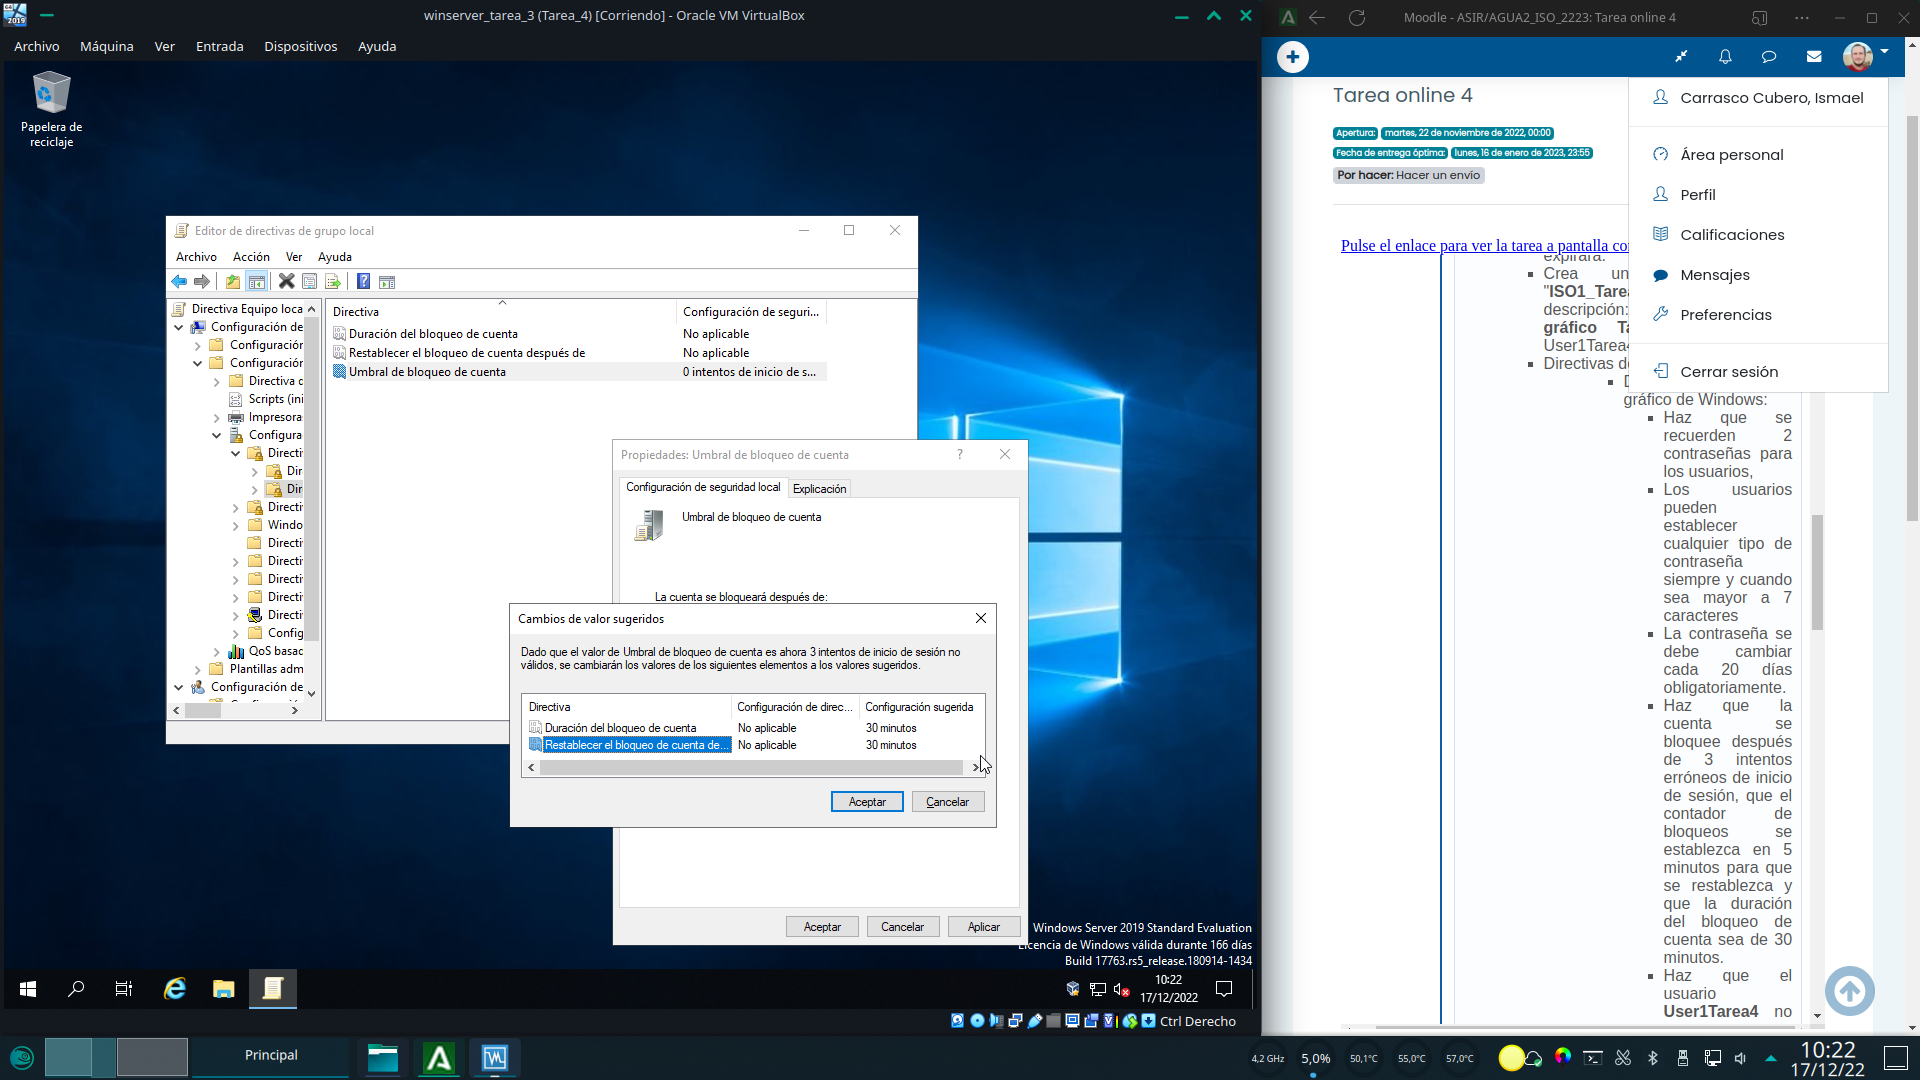 winserver_tarea_3 (Tarea_4) [Corriendo] - Oracle VM VirtualBox
Archivo Máquina Ver Entrada Dispositivos Ayuda
Papelera de
reciclaje
Editor de directivas de grupo local
Archivo Acción Ver Ayuda
Directiva Equipo loca
Configuración de
Configuración
Configuración
Directiva d
Scripts (ini
Impresora
Configura
Directi
Dir
Dir
Directi
Windo
Directi
Directi
Directi
Directi
Directi
Config
QoS basad
Plantillas adm
Configuración de
Directiva Configuración de seguri...
Duración del bloqueo de cuenta No aplicable
Restablecer el bloqueo de cuenta después de No aplicable
Umbral de bloqueo de cuenta 0 intentos de inicio de s...
Propiedades: Umbral de bloqueo de cuenta ?
Configuración de seguridad local Explicación
Umbral de bloqueo de cuenta
La cuenta se bloqueará después de:
Cambios de valor sugeridos
Dado que el valor de Umbral de bloqueo de cuenta es ahora 3 intentos de inicio de sesión no
válidos, se cambiarán los valores de los siguientes elementos a los valores sugeridos.
Directiva Configuración de direc... Configuración sugerida
Duración del bloqueo de cuenta No aplicable 30 minutos
Restablecer el bloqueo de cuenta de... No aplicable 30 minutos
Aceptar Cancelar
Aceptar Cancelar Aplicar
Windows Server 2019 Standard Evaluation
Licencia de Windows válida durante 166 días
Build 17763.rs5_release.180914-1434
10:22
17/12/2022
Ctrl Derecho
Moodle - ASIR/AGUA2_ISO_2223: Tarea online 4
Tarea online 4
Apertura: martes, 22 de noviembre de 2022, 00:00
Fecha de entrega óptima: lunes, 16 de enero de 2023, 23:55
Por hacer: Hacer un envío
Carrasco Cubero, Ismael
Área personal
Perfil
Calificaciones
Mensajes
Preferencias
Cerrar sesión
Pulse el enlace para ver la tarea a pantalla co
expirará.
Crea un
"ISO1_Tarea
descripción:
gráfico Ta
User1Tarea4
Directivas de
gráfico de Windows:
Haz que se
recuerden 2
contraseñas para
los usuarios,
Los usuarios
pueden
establecer
cualquier tipo de
contraseña
siempre y cuando
sea mayor a 7
caracteres
La contraseña se
debe cambiar
cada 20 días
obligatoriamente.
Haz que la
cuenta se
bloquee después
de 3 intentos
erróneos de inicio
de sesión, que el
contador de
bloqueos se
establezca en 5
minutos para que
se restablezca y
que la duración
del bloqueo de
cuenta sea de 30
minutos.
Haz que el
usuario
User1Tarea4 no
Principal
4,2 GHz 5,0% 50,1°C 55,0°C 57,0°C
10:22
17/12/22